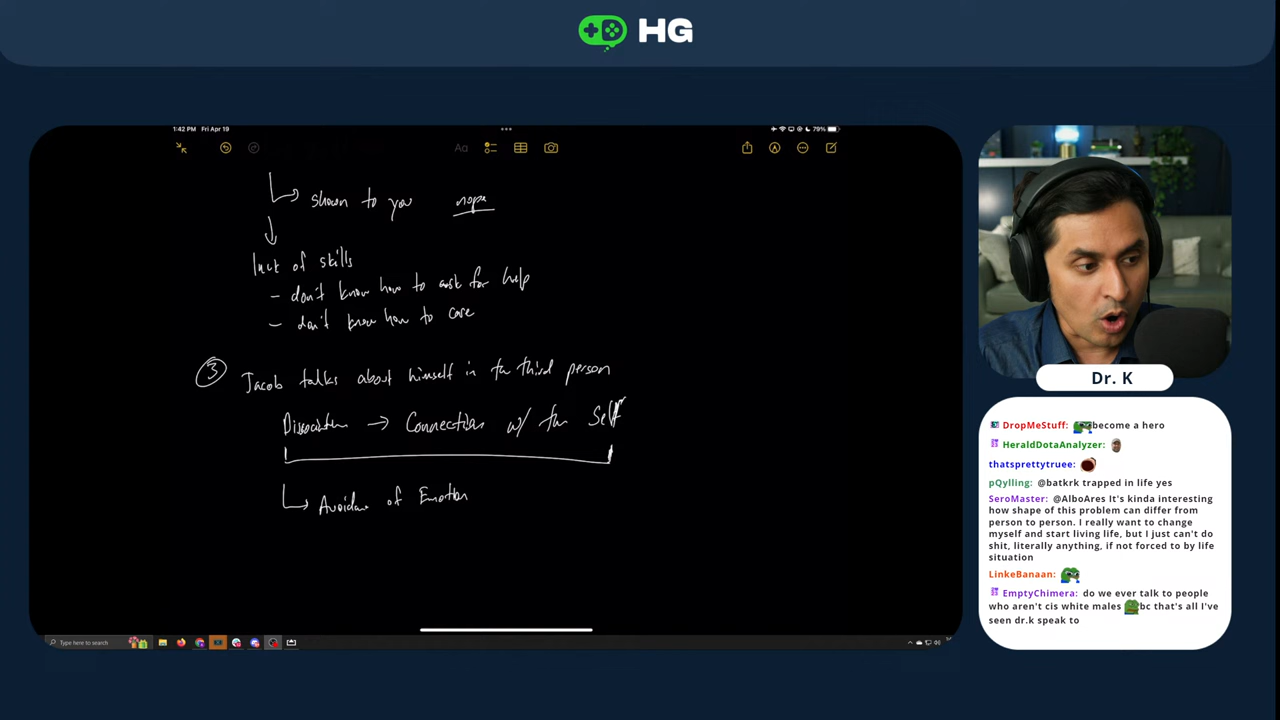 HG
1:42 PM Fri Apr 19
79%
Aa
shown to you nope
lack of skills
- don't know how to ask for help
- don't know how to care
③ Jacob talks about himself in the third person
Dissociation → Connection w/ the Self
Avoidance of Emotion
Type here to search
Dr. K
DropMeStuff: become a hero
HeraldDotaAnalyzer:
thatsprettytruee:
pQylling: @batkrk trapped in life yes
SeroMaster: @AlboAres It's kinda interesting
how shape of this problem can differ from
person to person. I really want to change
myself and start living life, but I just can't do
shit, literally anything, if not forced to by life
situation
LinkeBanaan:
EmptyChimera: do we ever talk to people
who aren't cis white males bc that's all I've
seen dr.k speak to